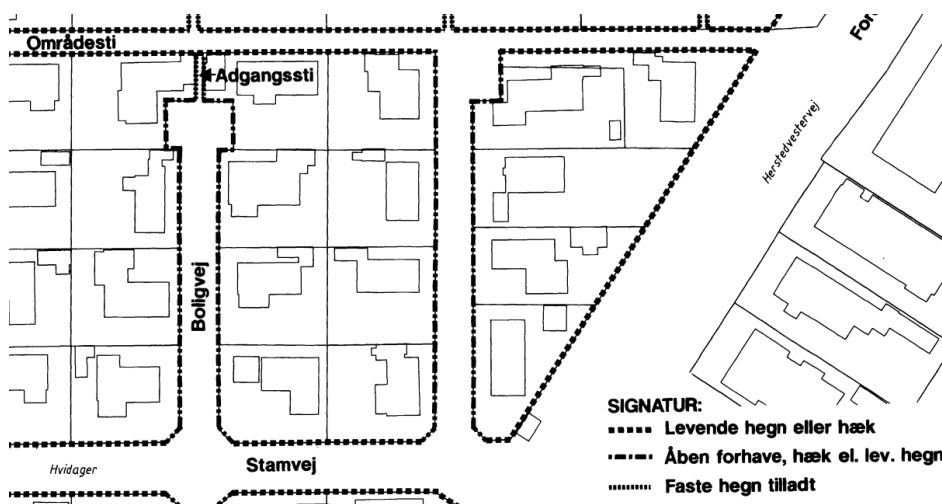 Områdesti
Adgangssti
Herstedvestervej
Boligvej
Stamvej
Hvidager
SIGNATUR:
Levende hegn eller hæk
Åben forhave, hæk el. lev. hegn
Faste hegn tilladt